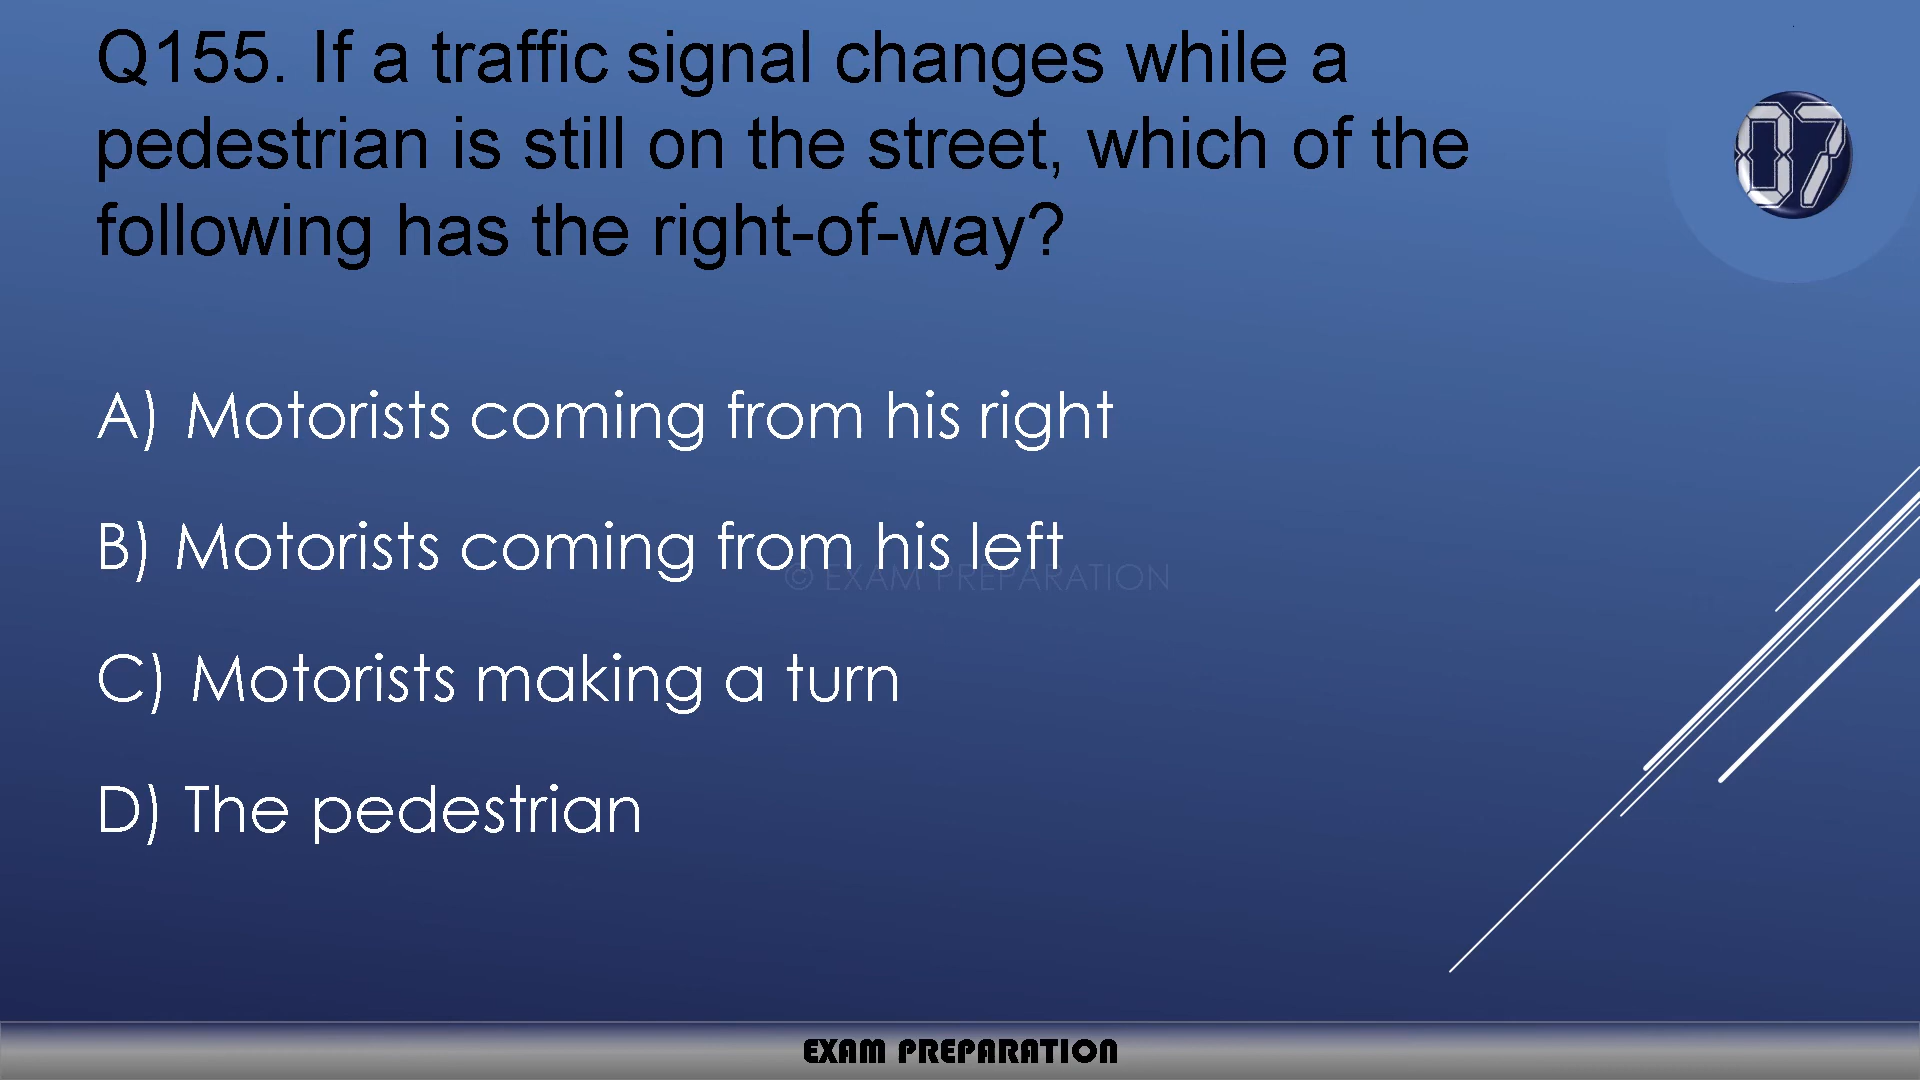 Q155. If a traffic signal changes while a
pedestrian is still on the street, which of the
following has the right-of-way?
07
A) Motorists coming from his right
B) Motorists coming from his left
© EXAM PREPARATION
C) Motorists making a turn
D) The pedestrian
EXAM PREPARATION